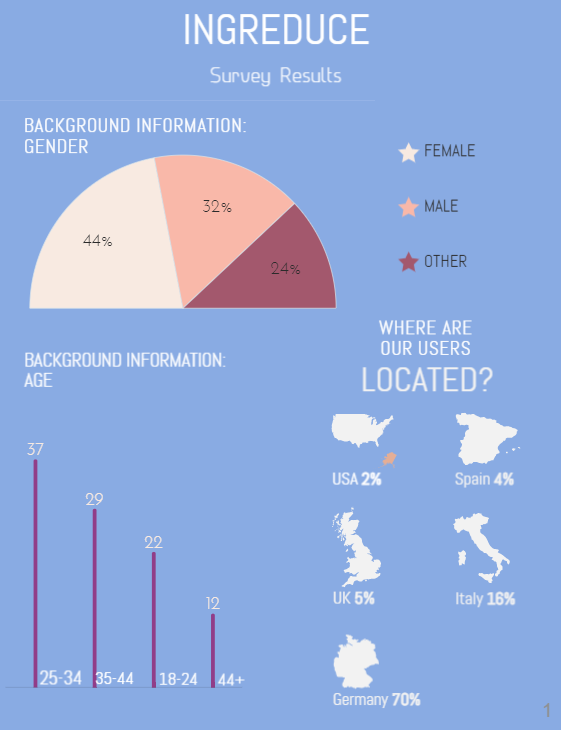 INGREDUCE
Survey Results
BACKGROUND INFORMATION:
GENDER
44%
32%
24%
FEMALE
MALE
OTHER
WHERE ARE
OUR USERS
LOCATED?
USA 2%
Spain 4%
UK 5%
Italy 16%
Germany 70%
BACKGROUND INFORMATION:
AGE
37
29
22
12
25-34
35-44
18-24
44+
1